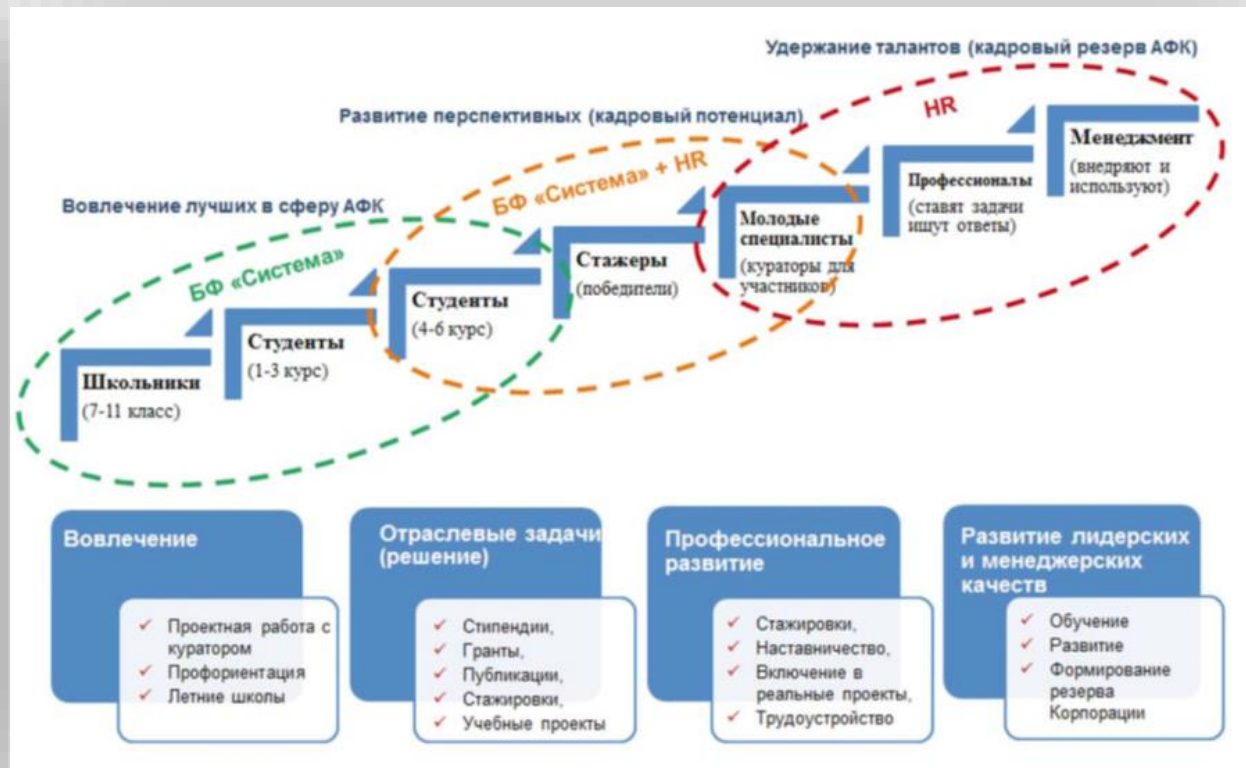 Удержание талантов (кадровый резерв АФК)
HR
Менеджмент
(внедряют и
используют)
Развитие перспективных (кадровый потенциал)
БФ «Система» + HR
Профессионалы
(ставят задачи
ищут ответы)
Вовлечение лучших в сферу АФК
БФ «Система»
Молодые
специалисты
(кураторы для
участников)
Стажеры
(победители)
Студенты
(4-6 курс)
Студенты
(1-3 курс)
Школьники
(7-11 класс)
Вовлечение
Проектная работа с
куратором
Профориентация
Летние школы
Отраслевые задачи
(решение)
Стипендии,
Гранты,
Публикации,
Стажировки,
Учебные проекты
Профессиональное
развитие
Стажировки,
Наставничество,
Включение в
реальные проекты,
Трудоустройство
Развитие лидерских
и менеджерских
качеств
Обучение
Развитие
Формирование
резерва
Корпорации